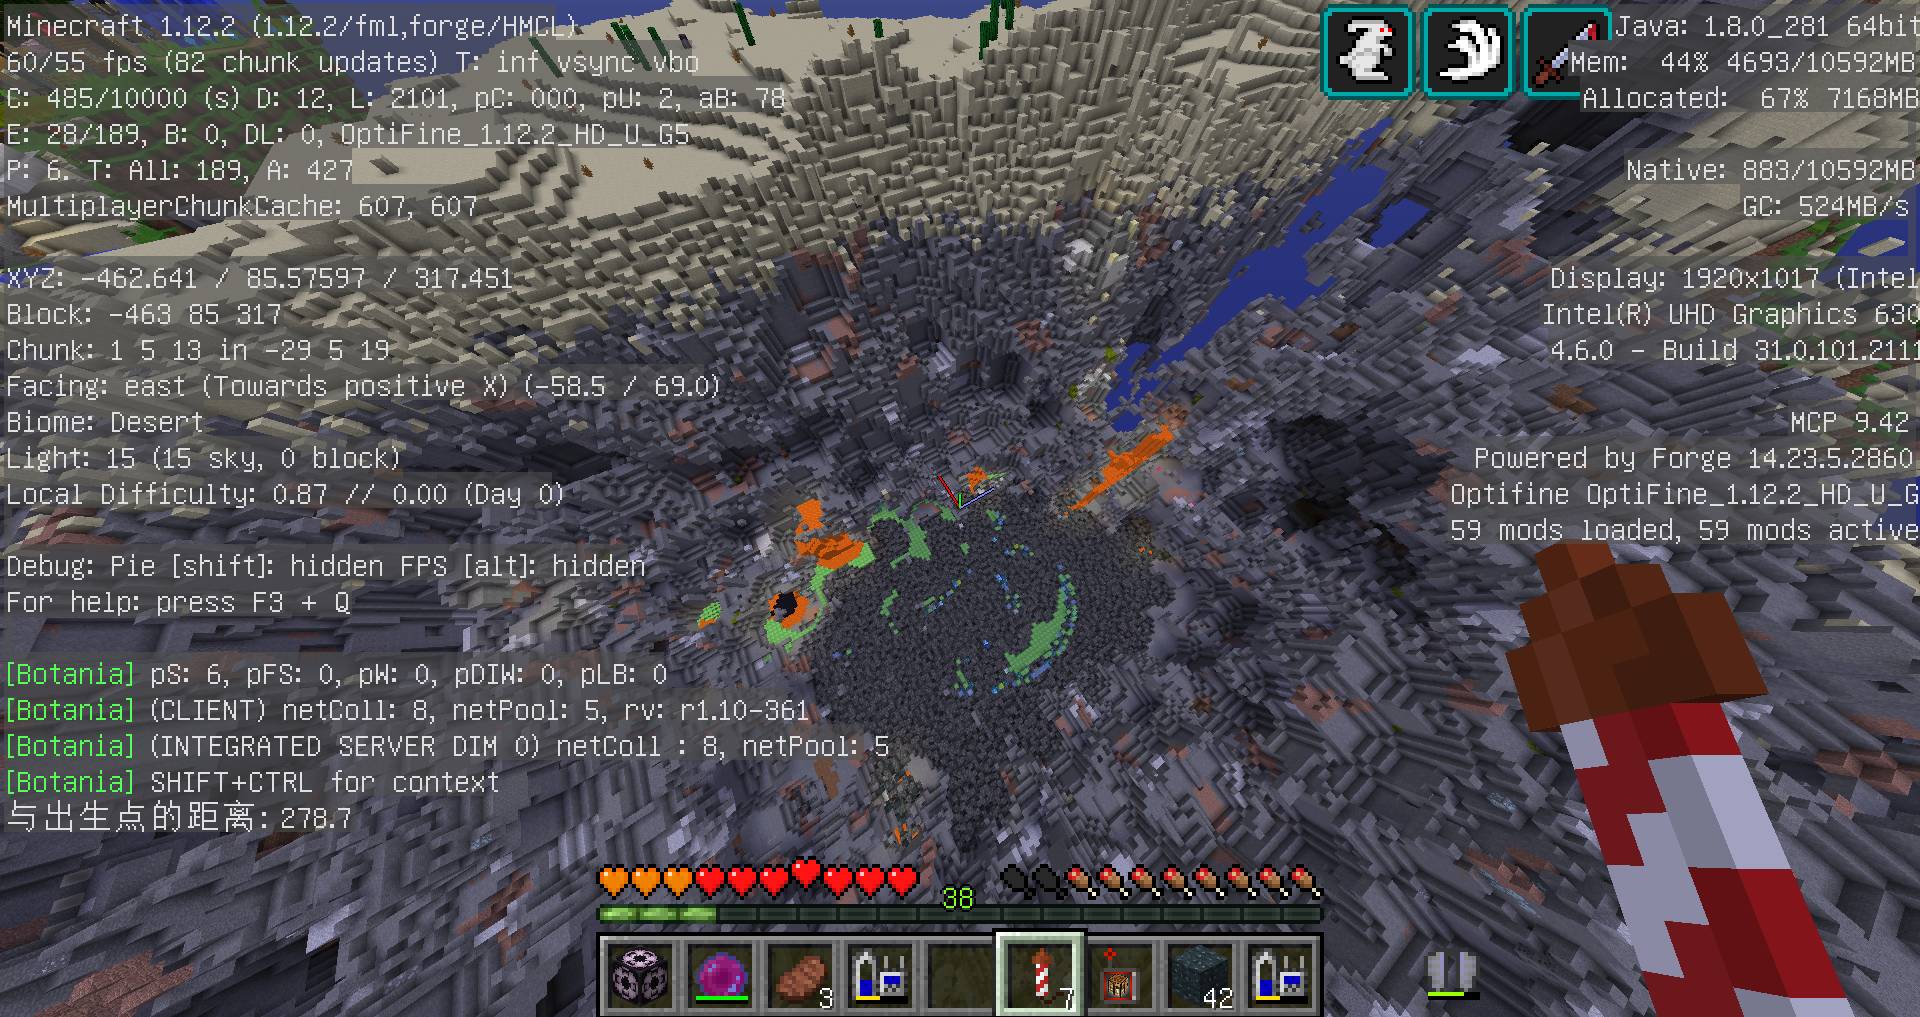 Minecraft 1.12.2 (1.12.2/fml,forge/HMCL)
60/55 fps (82 chunk updates) T: inf vsync vbo
C: 485/10000 (s) D: 12, L: 2101, pC: 000, pU: 2, aB: 78
E: 28/189, B: 0, DL: 0, OptiFine_1.12.2_HD_U_G5
P: 6. T: All: 189, A: 427
MultiplayerChunkCache: 607, 607
XYZ: -462.641 / 85.57597 / 317.451
Block: -463 85 317
Chunk: 1 5 13 in -29 5 19
Facing: east (Towards positive X) (-58.5 / 69.0)
Biome: Desert
Light: 15 (15 sky, 0 block)
Local Difficulty: 0.87 // 0.00 (Day 0)
Debug: Pie [shift]: hidden FPS [alt]: hidden
For help: press F3 + Q
[Botania] pS: 6, pFS: 0, pW: 0, pDIW: 0, pLB: 0
[Botania] (CLIENT) netColl: 8, netPool: 5, rv: r1.10-361
[Botania] (INTEGRATED SERVER DIM 0) netColl : 8, netPool: 5
[Botania] SHIFT+CTRL for context
与出生点的距离: 278.7
Java: 1.8.0_281 64bit
Mem: 44% 4693/10592MB
Allocated: 67% 7168MB
Native: 883/10592MB
GC: 524MB/s
Display: 1920x1017 (Intel
Intel(R) UHD Graphics 630
4.6.0 - Build 31.0.101.2111
MCP 9.42
Powered by Forge 14.23.5.2860
Optifine OptiFine_1.12.2_HD_U_G
59 mods loaded, 59 mods active
38
3
7
42